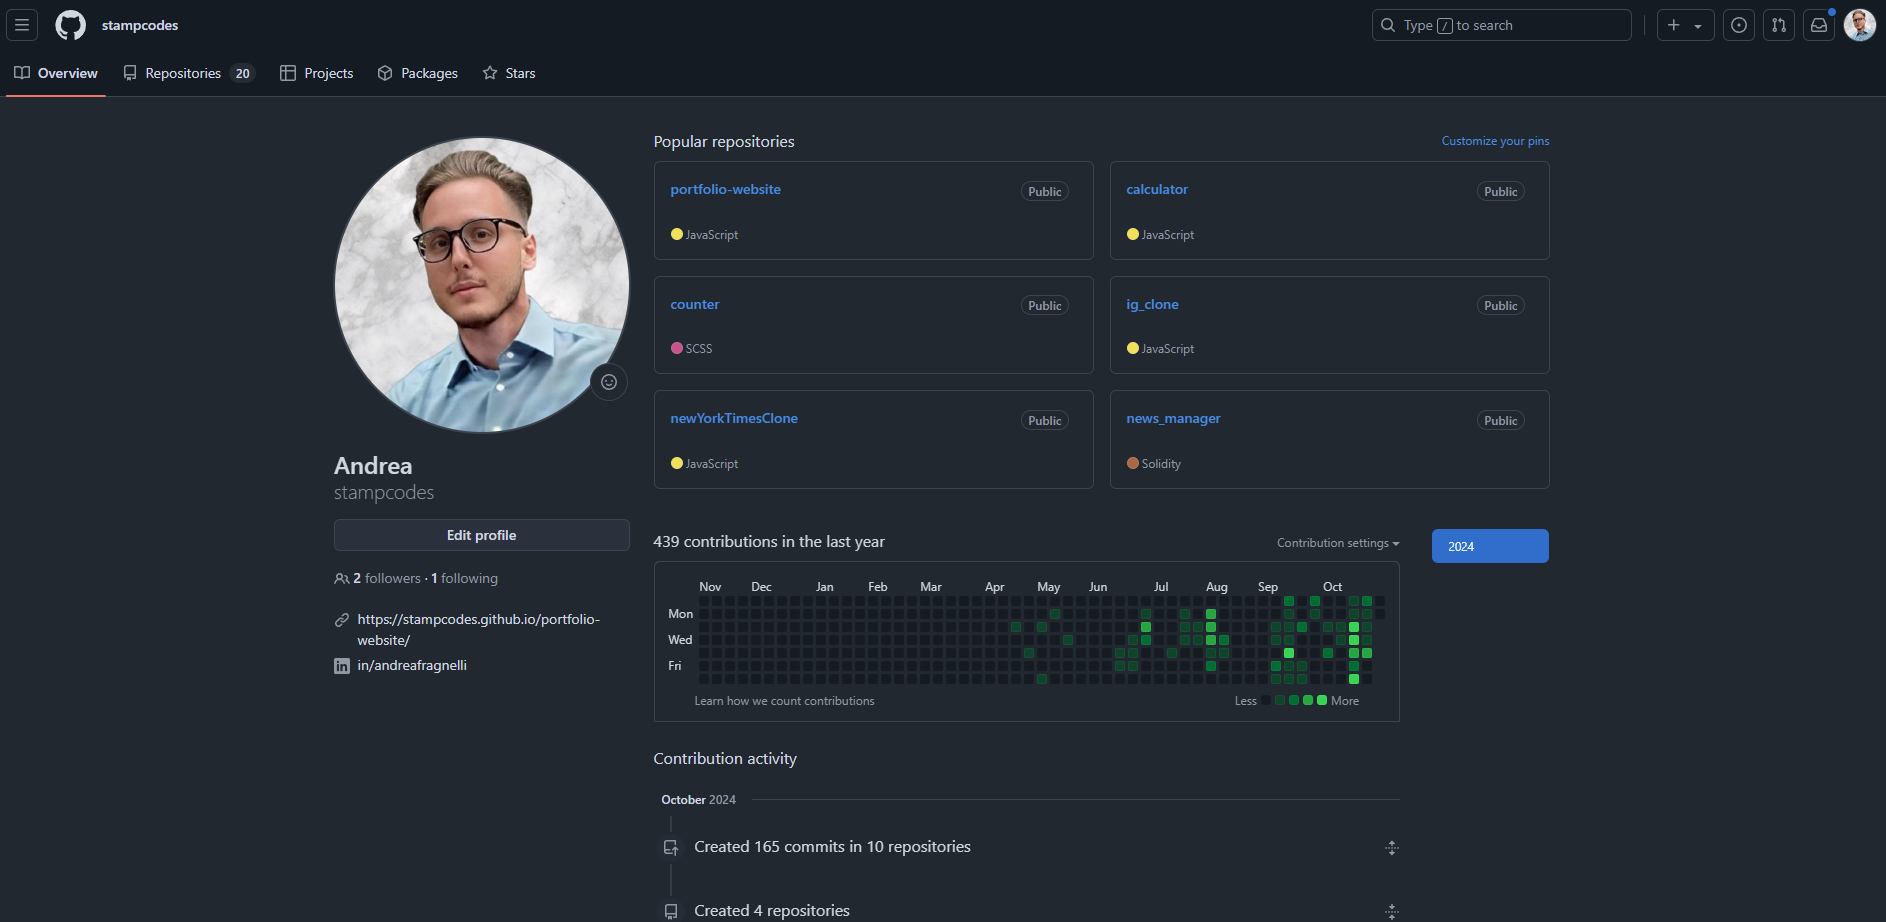 stampcodes
Type / to search
Overview
Repositories 20
Projects
Packages
Stars
Andrea
stampcodes
Edit profile
2 followers · 1 following
https://stampcodes.github.io/portfolio-
website/
in/andreafragnelli
Popular repositories
Customize your pins
portfolio-website Public
JavaScript
calculator Public
JavaScript
counter Public
SCSS
ig_clone Public
JavaScript
newYorkTimesClone Public
JavaScript
news_manager Public
Solidity
439 contributions in the last year
Contribution settings
2024
Nov Dec Jan Feb Mar Apr May Jun Jul Aug Sep Oct
Mon
Wed
Fri
Learn how we count contributions
Less More
Contribution activity
October 2024
Created 165 commits in 10 repositories
Created 4 repositories